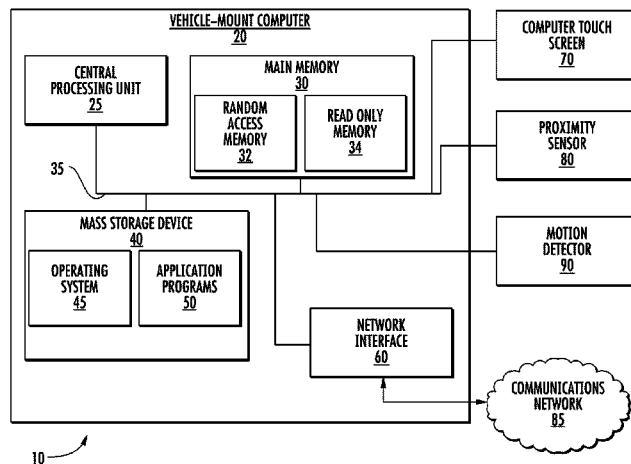 VEHICLE-MOUNT COMPUTER
20
CENTRAL
PROCESSING UNIT
25
MAIN MEMORY
30
RANDOM
ACCESS
MEMORY
32
READ ONLY
MEMORY
34
35
MASS STORAGE DEVICE
40
OPERATING
SYSTEM
45
APPLICATION
PROGRAMS
50
NETWORK
INTERFACE
60
COMPUTER TOUCH
SCREEN
70
PROXIMITY
SENSOR
80
MOTION
DETECTOR
90
COMMUNICATIONS
NETWORK
85
10